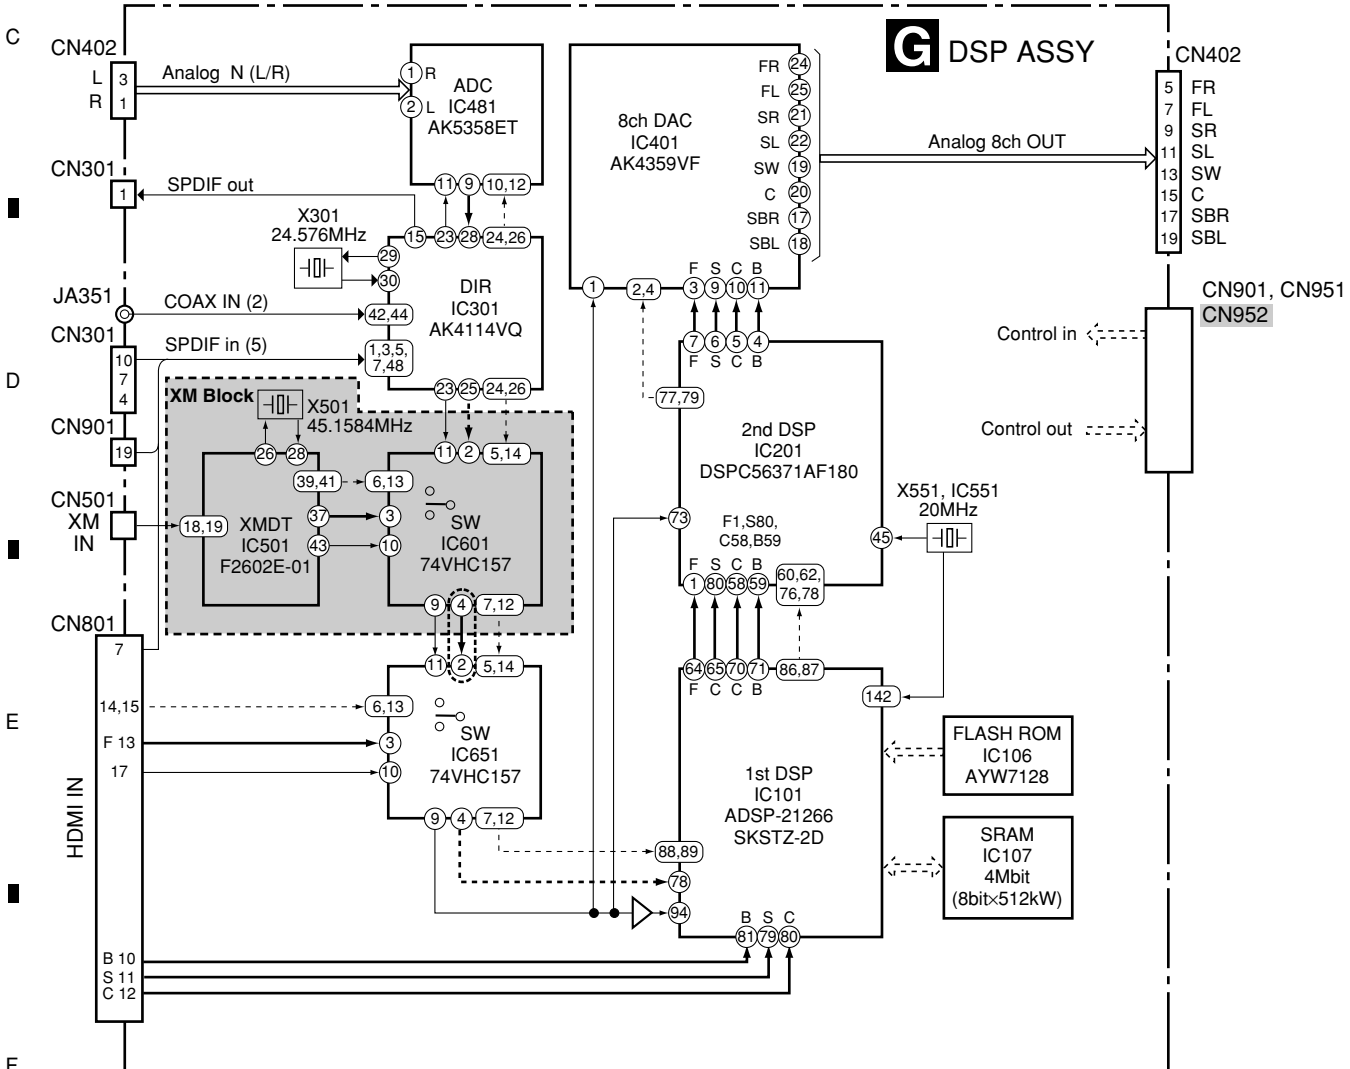 C
CN402
L 3
R 1
Analog N (L/R)
1 R
2 L
ADC
IC481
AK5358ET
11 9 10,12
8ch DAC
IC401
AK4359VF
FR 24
FL 25
SR 21
SL 22
SW 19
C 20
SBR 17
SBL 18
G DSP ASSY
Analog 8ch OUT
CN402
5 FR
7 FL
9 SR
11 SL
13 SW
15 C
17 SBR
19 SBL
CN301
1
SPDIF out
X301
24.576MHz
15 23 28 24,26
29
30
DIR
IC301
AK4114VQ
42,44
1,3,5,
7,48
23 25 24,26
F S C B
1 2,4 3 9 10 11
JA351
COAX IN (2)
CN301
10
7
4
SPDIF in (5)
D
CN901, CN951
CN952
Control in
Control out
7 6 5 4
F S C B
77,79
2nd DSP
IC201
DSPC56371AF180
73
F1,S80,
C58,B59
45
F S C B
1 80 58 59
60,62,
76,78
X551, IC551
20MHz
CN901
19
XM Block
X501
45.1584MHz
26 28
11 2 5,14
39,41
6,13
37
3
43
10
CN501
XM
IN
18,19
XMDT
IC501
F2602E-01
SW
IC601
74VHC157
9 4 7,12
CN801
7
14,15
F 13
17
HDMI IN
B 10
S 11
C 12
E
11 2 5,14
6,13
3
10
SW
IC651
74VHC157
9 4 7,12
64 65 70 71 86,87
F C C B
142
1st DSP
IC101
ADSP-21266
SKSTZ-2D
88,89
78
94
B S C
81 79 80
FLASH ROM
IC106
AYW7128
SRAM
IC107
4Mbit
(8bit×512kW)